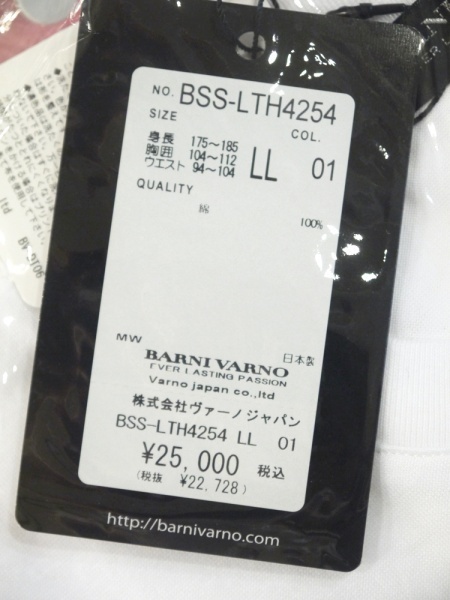 NO. BSS-LTH4254
SIZE COL.
身長 175～185
胸囲 104～112 LL 01
ウエスト 94～104
QUALITY
綿 100%
MW
BARNI VARNO 日本製
EVER LASTING PASSION
Varno japan co.,ltd
株式会社ヴァーノジャパン
BSS-LTH4254 LL 01
¥25,000 税込
(税抜 ¥22.728)
http://barnivarno.com
ltd